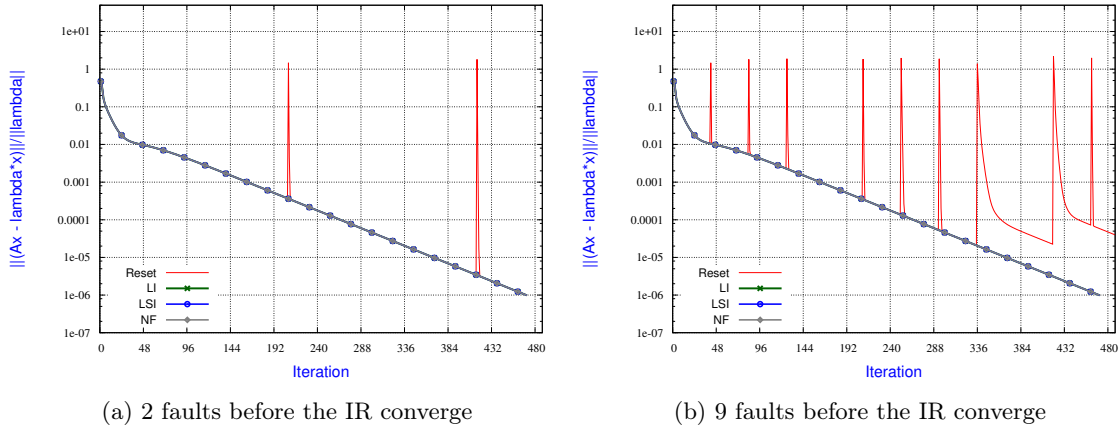 ||(Ax - lambda*x)||/||lambda||
1e+01
1
0.1
0.01
0.001
0.0001
1e-05
1e-06
1e-07
Reset
LI
LSI
NF
0 48 96 144 192 240 288 336 384 432 480
Iteration
(a) 2 faults before the IR converge
||(Ax - lambda*x)||/||lambda||
1e+01
1
0.1
0.01
0.001
0.0001
1e-05
1e-06
1e-07
Reset
LI
LSI
NF
0 48 96 144 192 240 288 336 384 432 480
Iteration
(b) 9 faults before the IR converge